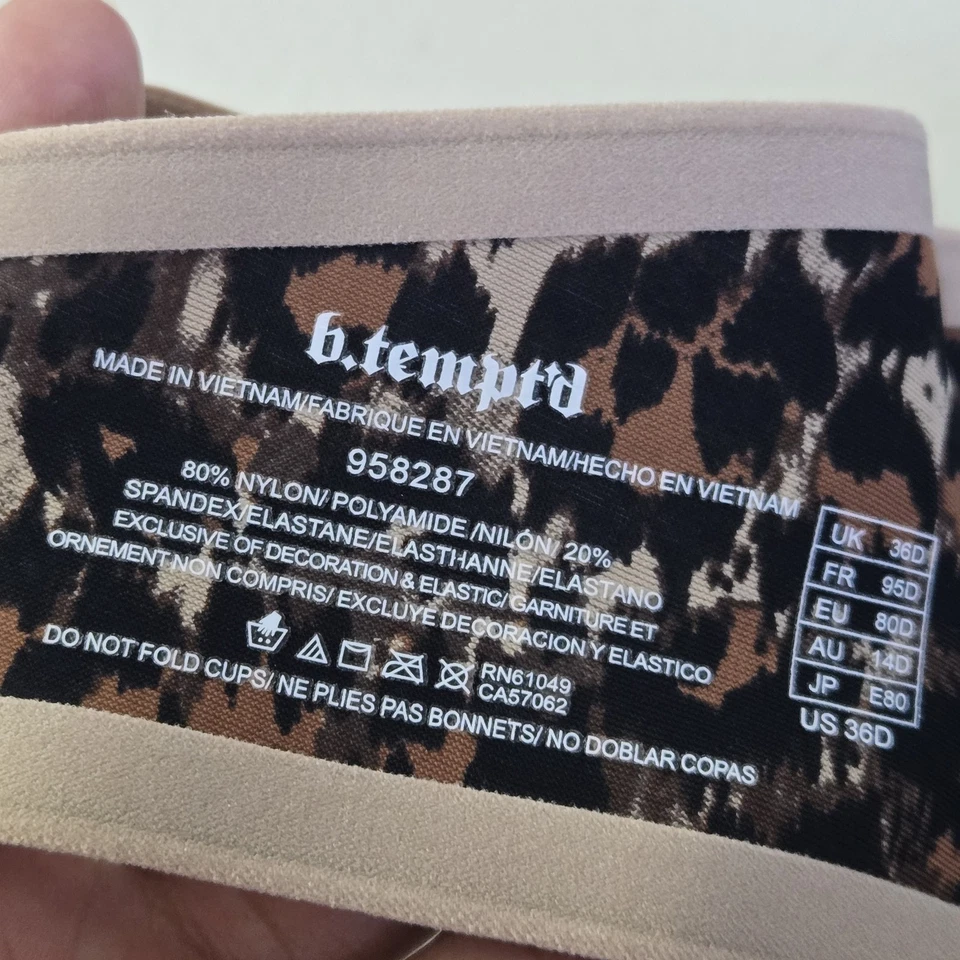 b.tempt'd
MADE IN VIETNAM/FABRIQUE EN VIETNAM/HECHO EN VIETNAM
958287
80% NYLON/ POLYAMIDE /NILÓN/ 20%
SPANDEX/ELASTANE/ELASTHANNE/ELASTANO
EXCLUSIVE OF DECORATION & ELASTIC/GARNITURE ET
ORNEMENT NON COMPRIS/ EXCLUYE DECORACION Y ELASTICO
RN61049
CA57062
DO NOT FOLD CUPS/ NE PLIES PAS BONNETS/ NO DOBLAR COPAS
UK 36D
FR 95D
EU 80D
AU 14D
JP E80
US 36D